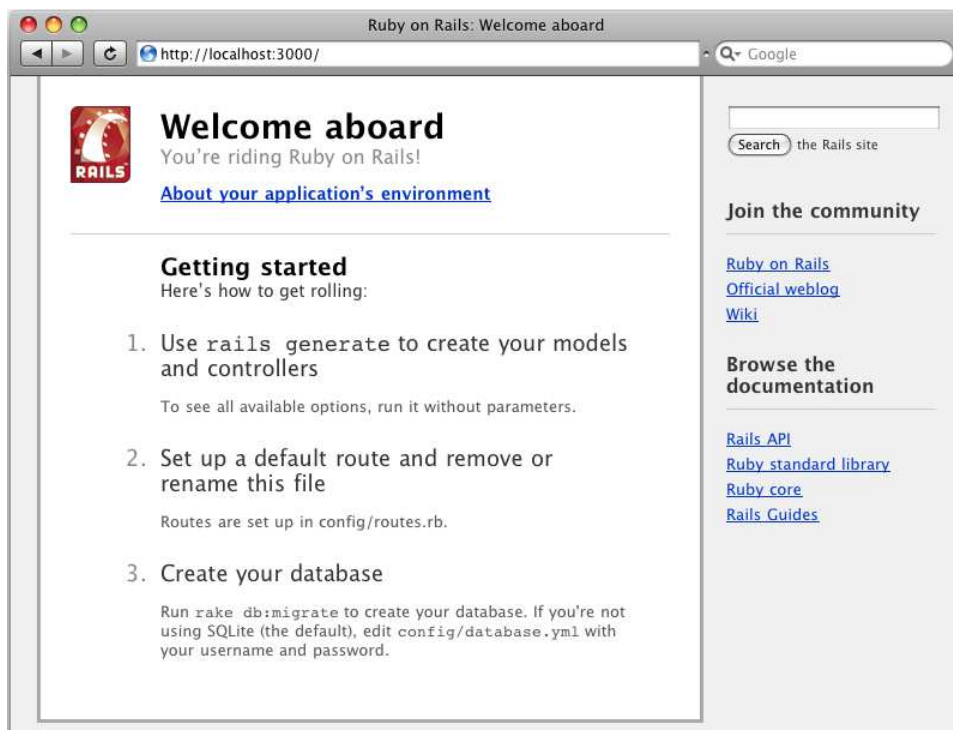 Ruby on Rails: Welcome aboard
http://localhost:3000/
Google
RAILS
Welcome aboard
You're riding Ruby on Rails!
About your application's environment
Getting started
Here's how to get rolling:
1. Use rails generate to create your models
and controllers
To see all available options, run it without parameters.
2. Set up a default route and remove or
rename this file
Routes are set up in config/routes.rb.
3. Create your database
Run rake db:migrate to create your database. If you're not
using SQLite (the default), edit config/database.yml with
your username and password.
Search the Rails site
Join the community
Ruby on Rails
Official weblog
Wiki
Browse the
documentation
Rails API
Ruby standard library
Ruby core
Rails Guides